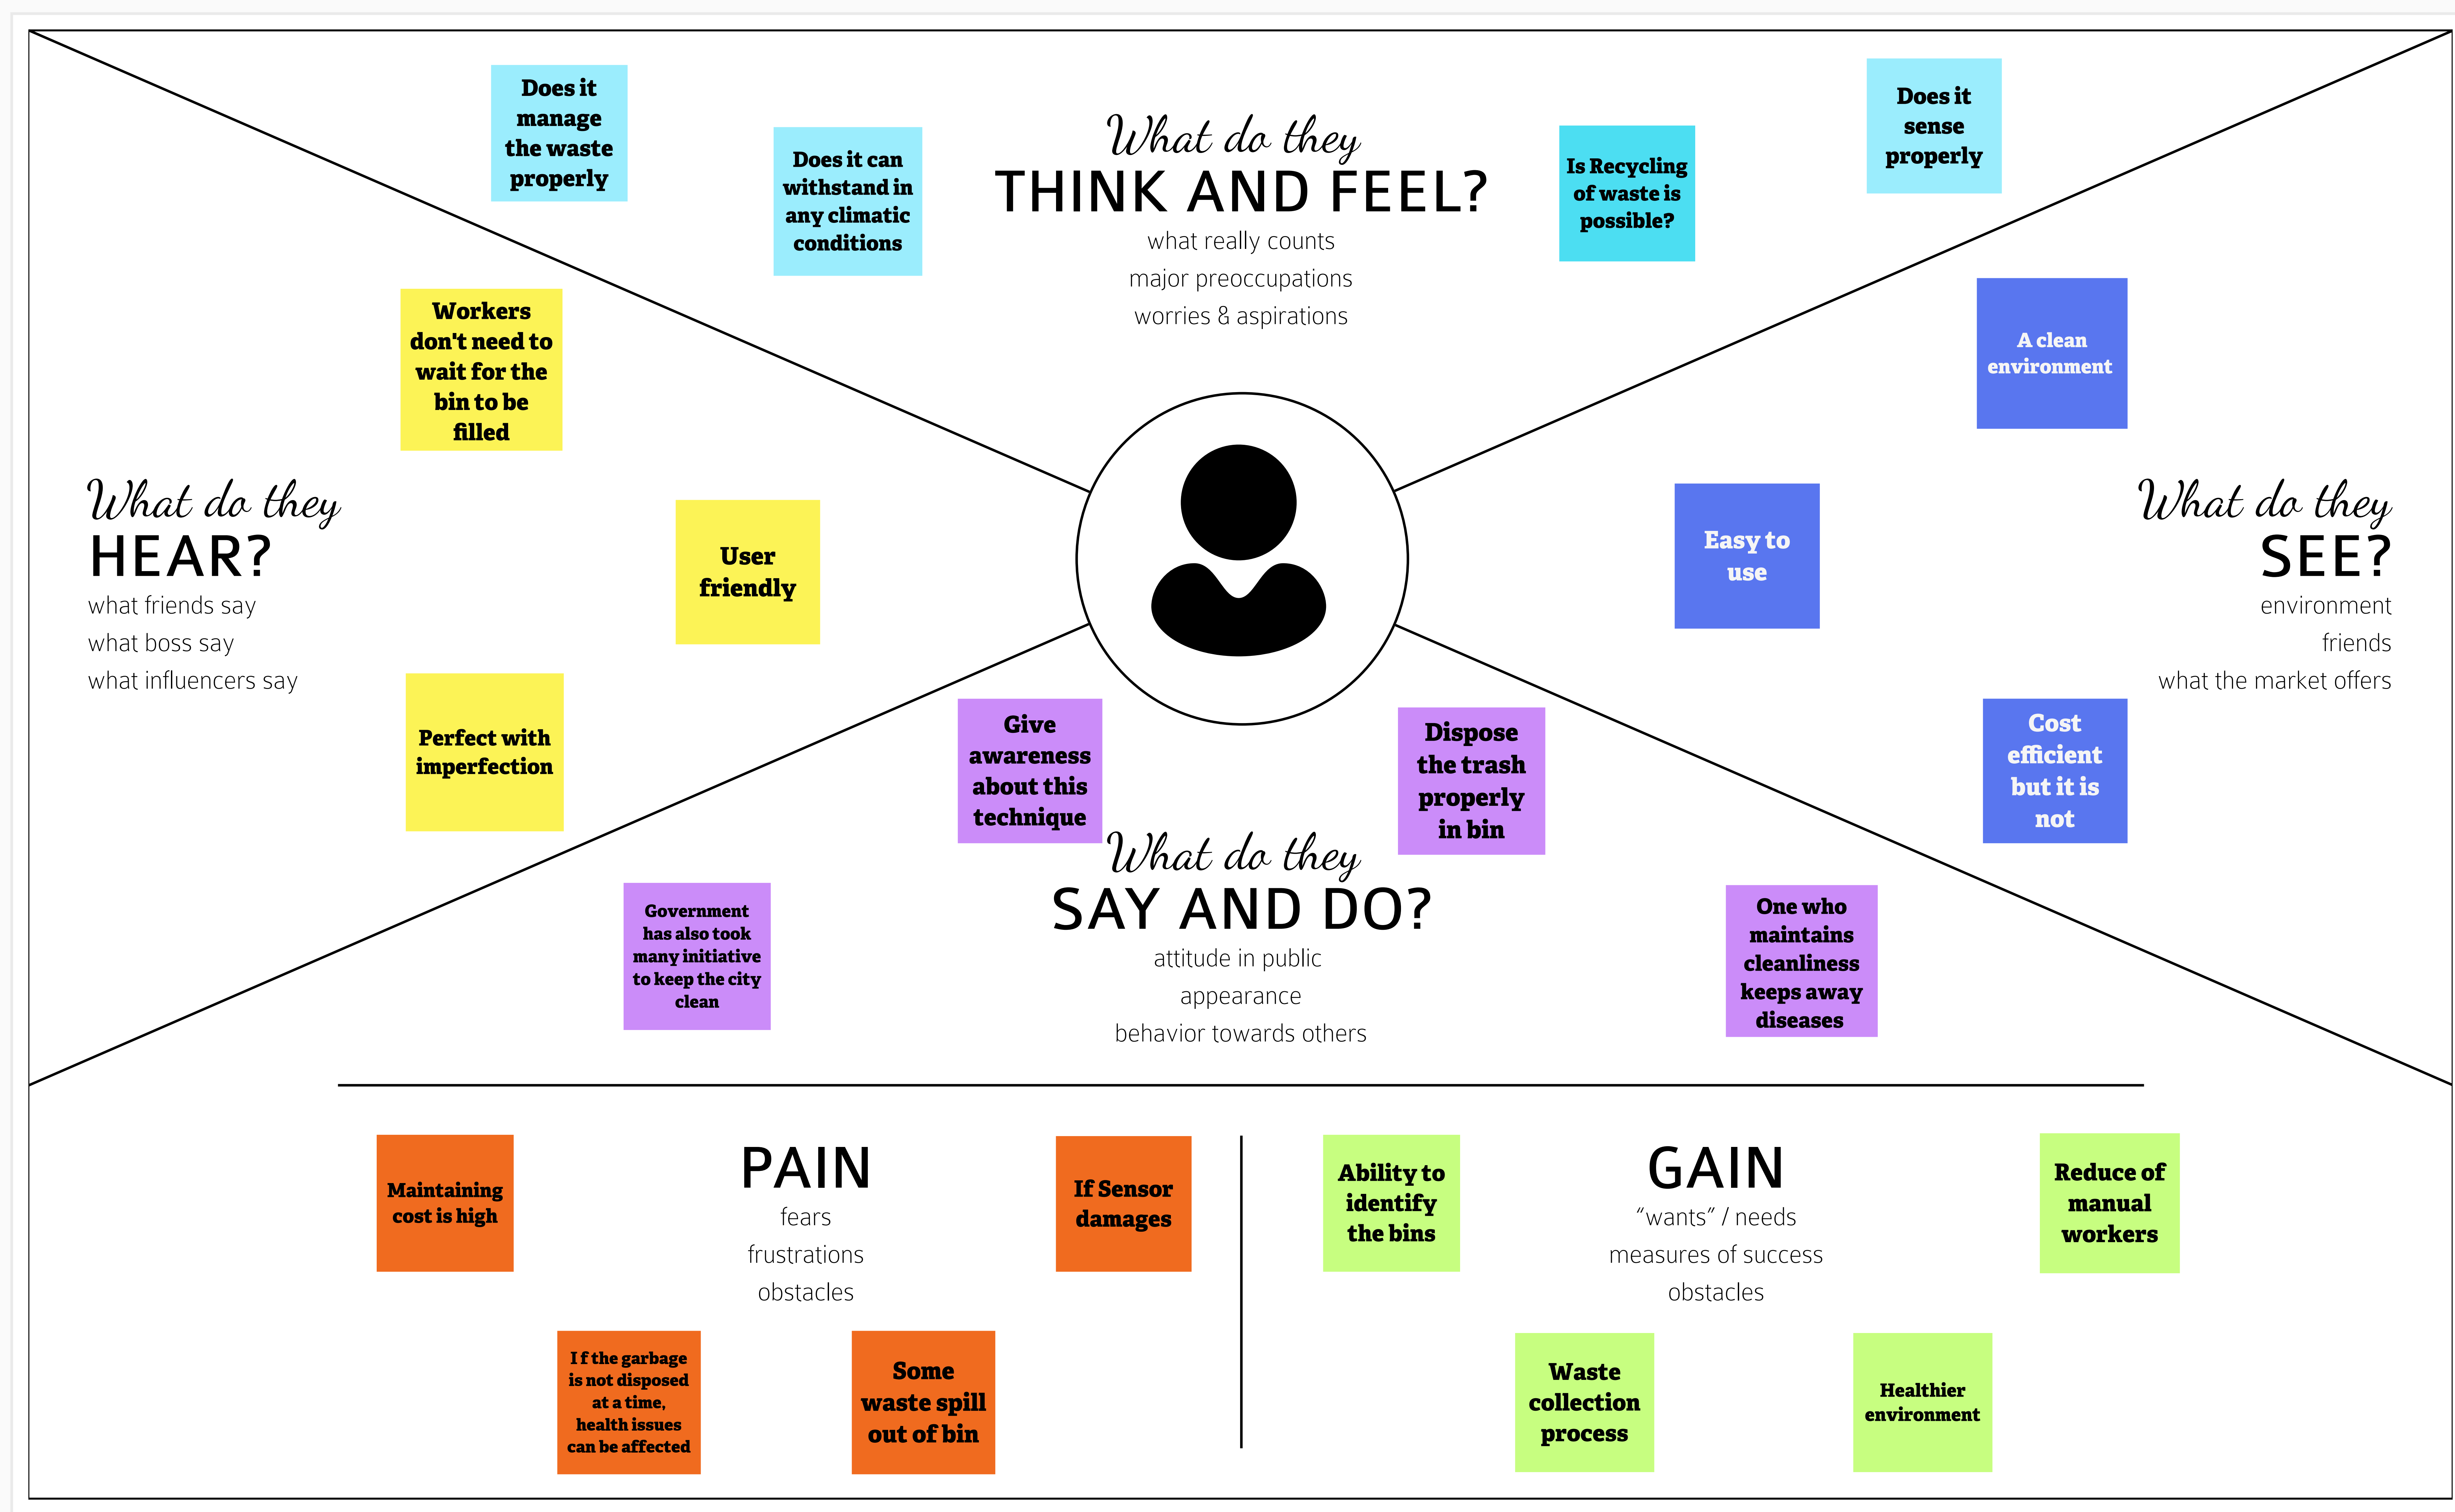 Does it
manage
the waste
properly
Does it can
withstand in
any climatic
conditions
What do they
THINK AND FEEL?
what really counts
major preoccupations
worries & aspirations
Is Recycling
of waste is
possible?
Does it
sense
properly
Workers
don't need to
wait for the
bin to be
filled
What do they
HEAR?
what friends say
what boss say
what influencers say
User
friendly
Perfect with
imperfection
A clean
environment
Easy to
use
What do they
SEE?
environment
friends
what the market offers
Cost
efficient
but it is
not
Give
awareness
about this
technique
Dispose
the trash
properly
in bin
What do they
SAY AND DO?
attitude in public
appearance
behavior towards others
Government
has also took
many initiative
to keep the city
clean
One who
maintains
cleanliness
keeps away
diseases
Maintaining
cost is high
PAIN
fears
frustrations
obstacles
If Sensor
damages
I f the garbage
is not disposed
at a time,
health issues
can be affected
Some
waste spill
out of bin
Ability to
identify
the bins
GAIN
“wants” / needs
measures of success
obstacles
Reduce of
manual
workers
Waste
collection
process
Healthier
environment